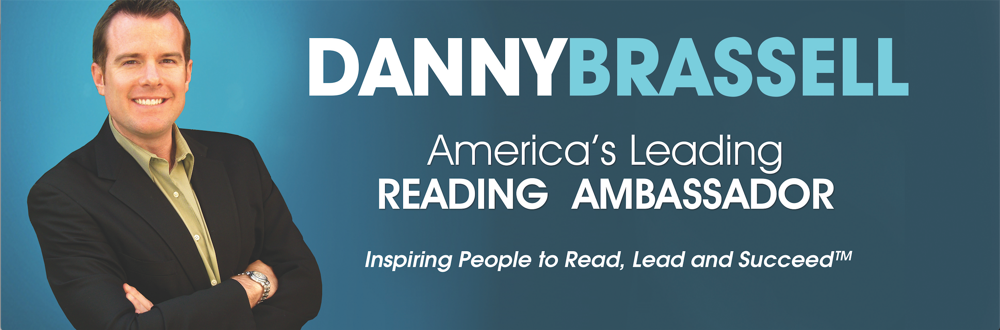 DANNYBRASSELL
America‘s Leading
READING AMBASSADOR
Inspiring People to Read, Lead and Succeed™